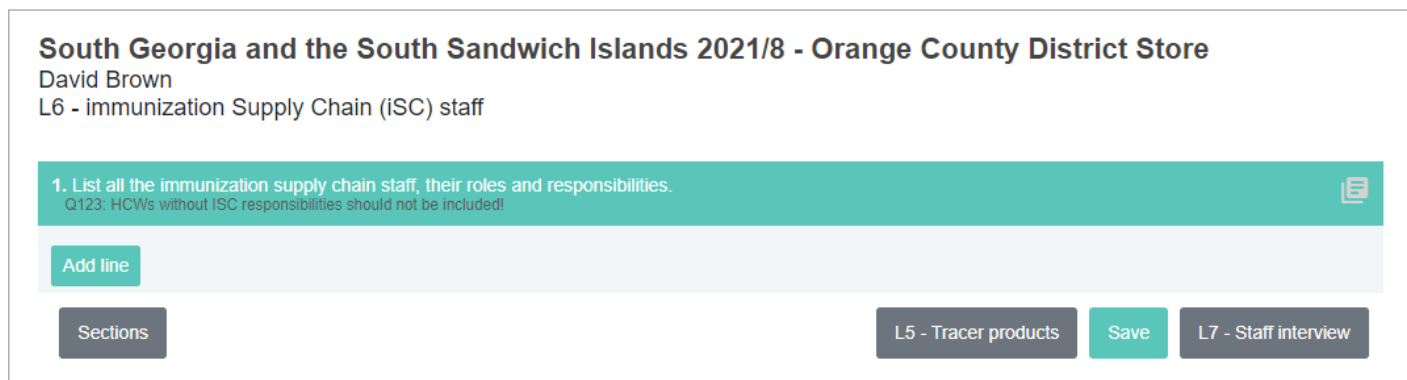 South Georgia and the South Sandwich Islands 2021/8 - Orange County District Store
David Brown
L6 - immunization Supply Chain (iSC) staff
1. List all the immunization supply chain staff, their roles and responsibilities.
Q123: HCWs without ISC responsibilities should not be included!
Add line
Sections
L5 - Tracer products
Save
L7 - Staff interview